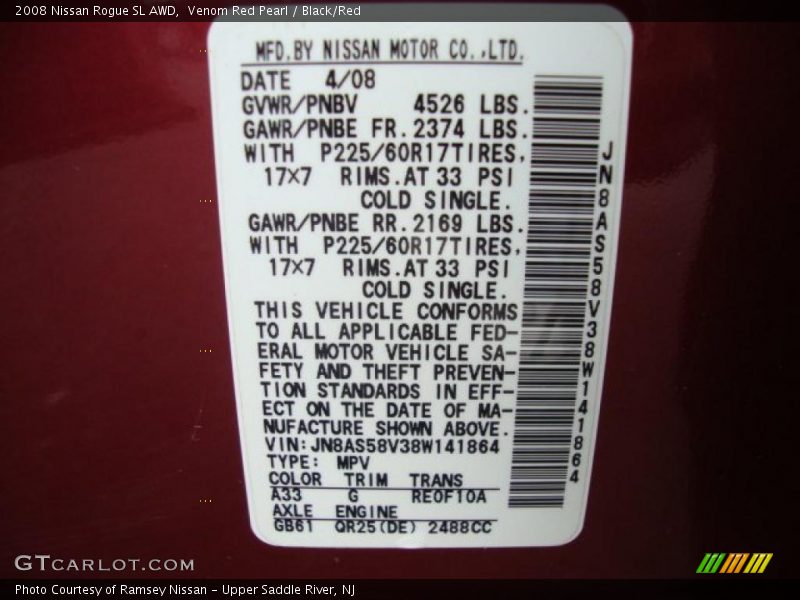 2008 Nissan Rogue SL AWD,  Venom Red Pearl / Black/Red
MFD.BY NISSAN MOTOR CO.,LTD.
DATE 4/08
GVWR/PNBV 4526 LBS.
GAWR/PNBE FR.2374 LBS.
WITH P225/60R17TIRES,
17×7 RIMS.AT 33 PSI
COLD SINGLE.
GAWR/PNBE RR.2169 LBS.
WITH P225/60R17TIRES,
17×7 RIMS.AT 33 PSI
COLD SINGLE.
THIS VEHICLE CONFORMS
TO ALL APPLICABLE FED-
ERAL MOTOR VEHICLE SA-
FETY AND THEFT PREVEN-
TION STANDARDS IN EFF-
ECT ON THE DATE OF MA-
NUFACTURE SHOWN ABOVE.
VIN:JN8AS58V38W141864
TYPE: MPV
COLOR TRIM TRANS
A33 G RE0F10A
AXLE ENGINE
GB61 QR25(DE) 2488CC
JN8AS58V38W141864
GTCARLOT.COM
Photo Courtesy of Ramsey Nissan - Upper Saddle River, NJ